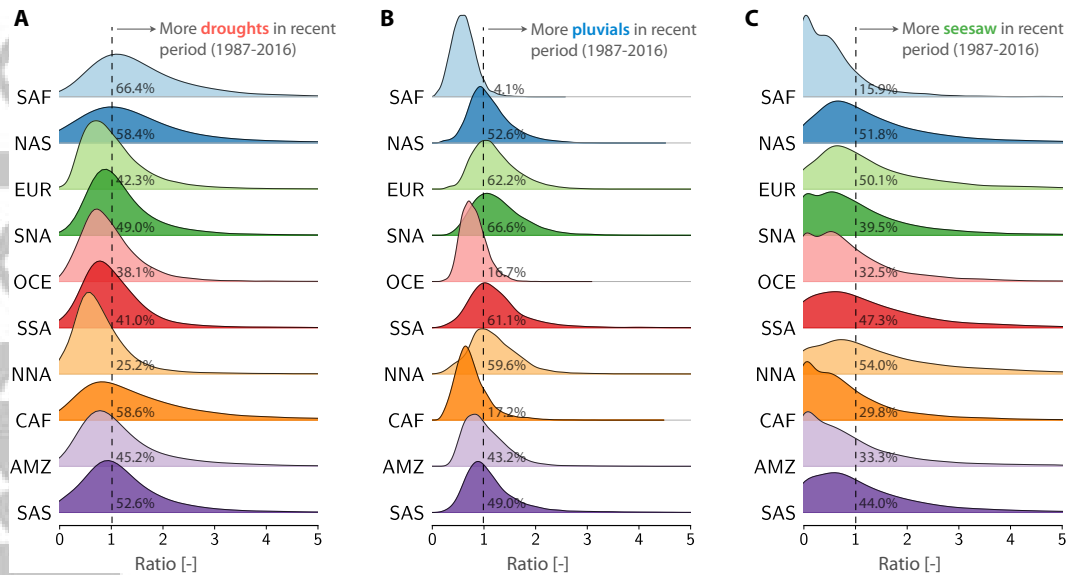 A
More droughts in recent
period (1987-2016)
SAF
66.4%
NAS
58.4%
EUR
42.3%
SNA
49.0%
OCE
38.1%
SSA
41.0%
NNA
25.2%
CAF
58.6%
AMZ
45.2%
SAS
52.6%
0 1 2 3 4 5
Ratio [-]
B
More pluvials in recent
period (1987-2016)
SAF
4.1%
NAS
52.6%
EUR
62.2%
SNA
66.6%
OCE
16.7%
SSA
61.1%
NNA
59.6%
CAF
17.2%
AMZ
43.2%
SAS
49.0%
0 1 2 3 4 5
Ratio [-]
C
More seesaw in recent
period (1987-2016)
SAF
15.9%
NAS
51.8%
EUR
50.1%
SNA
39.5%
OCE
32.5%
SSA
47.3%
NNA
54.0%
CAF
29.8%
AMZ
33.3%
SAS
44.0%
0 1 2 3 4 5
Ratio [-]